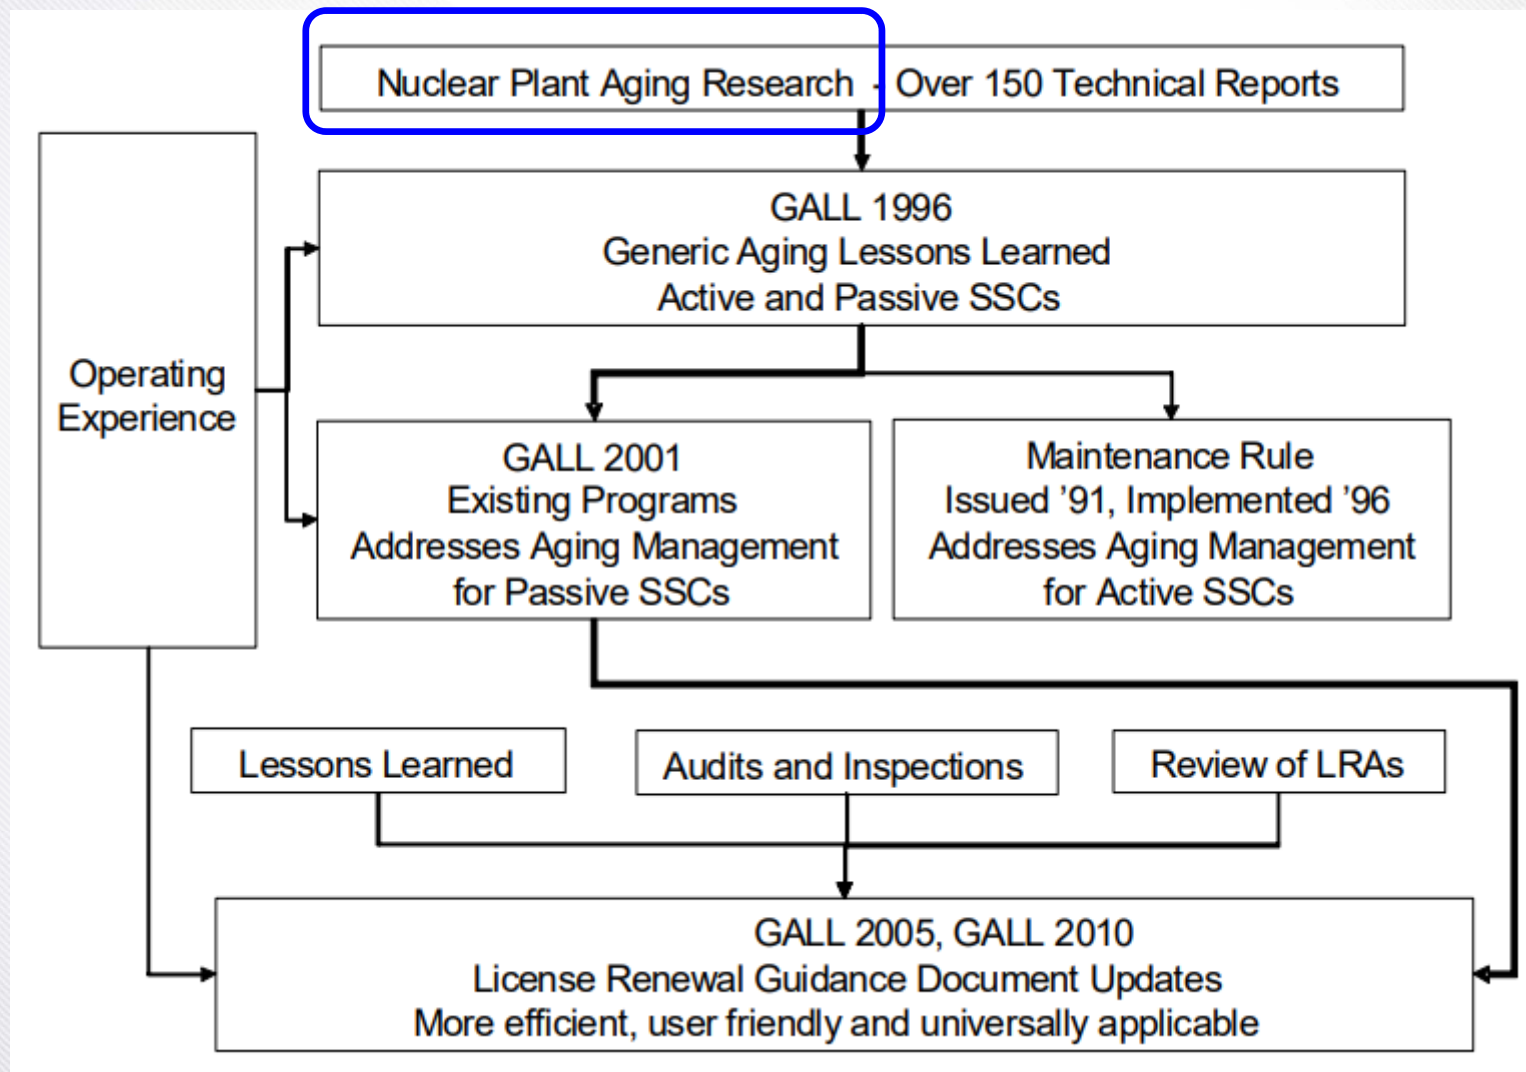 Nuclear Plant Aging Research - Over 150 Technical Reports
GALL 1996
Generic Aging Lessons Learned
Active and Passive SSCs
Operating
Experience
GALL 2001
Existing Programs
Addresses Aging Management
for Passive SSCs
Maintenance Rule
Issued ’91, Implemented ’96
Addresses Aging Management
for Active SSCs
Lessons Learned
Audits and Inspections
Review of LRAs
GALL 2005, GALL 2010
License Renewal Guidance Document Updates
More efficient, user friendly and universally applicable